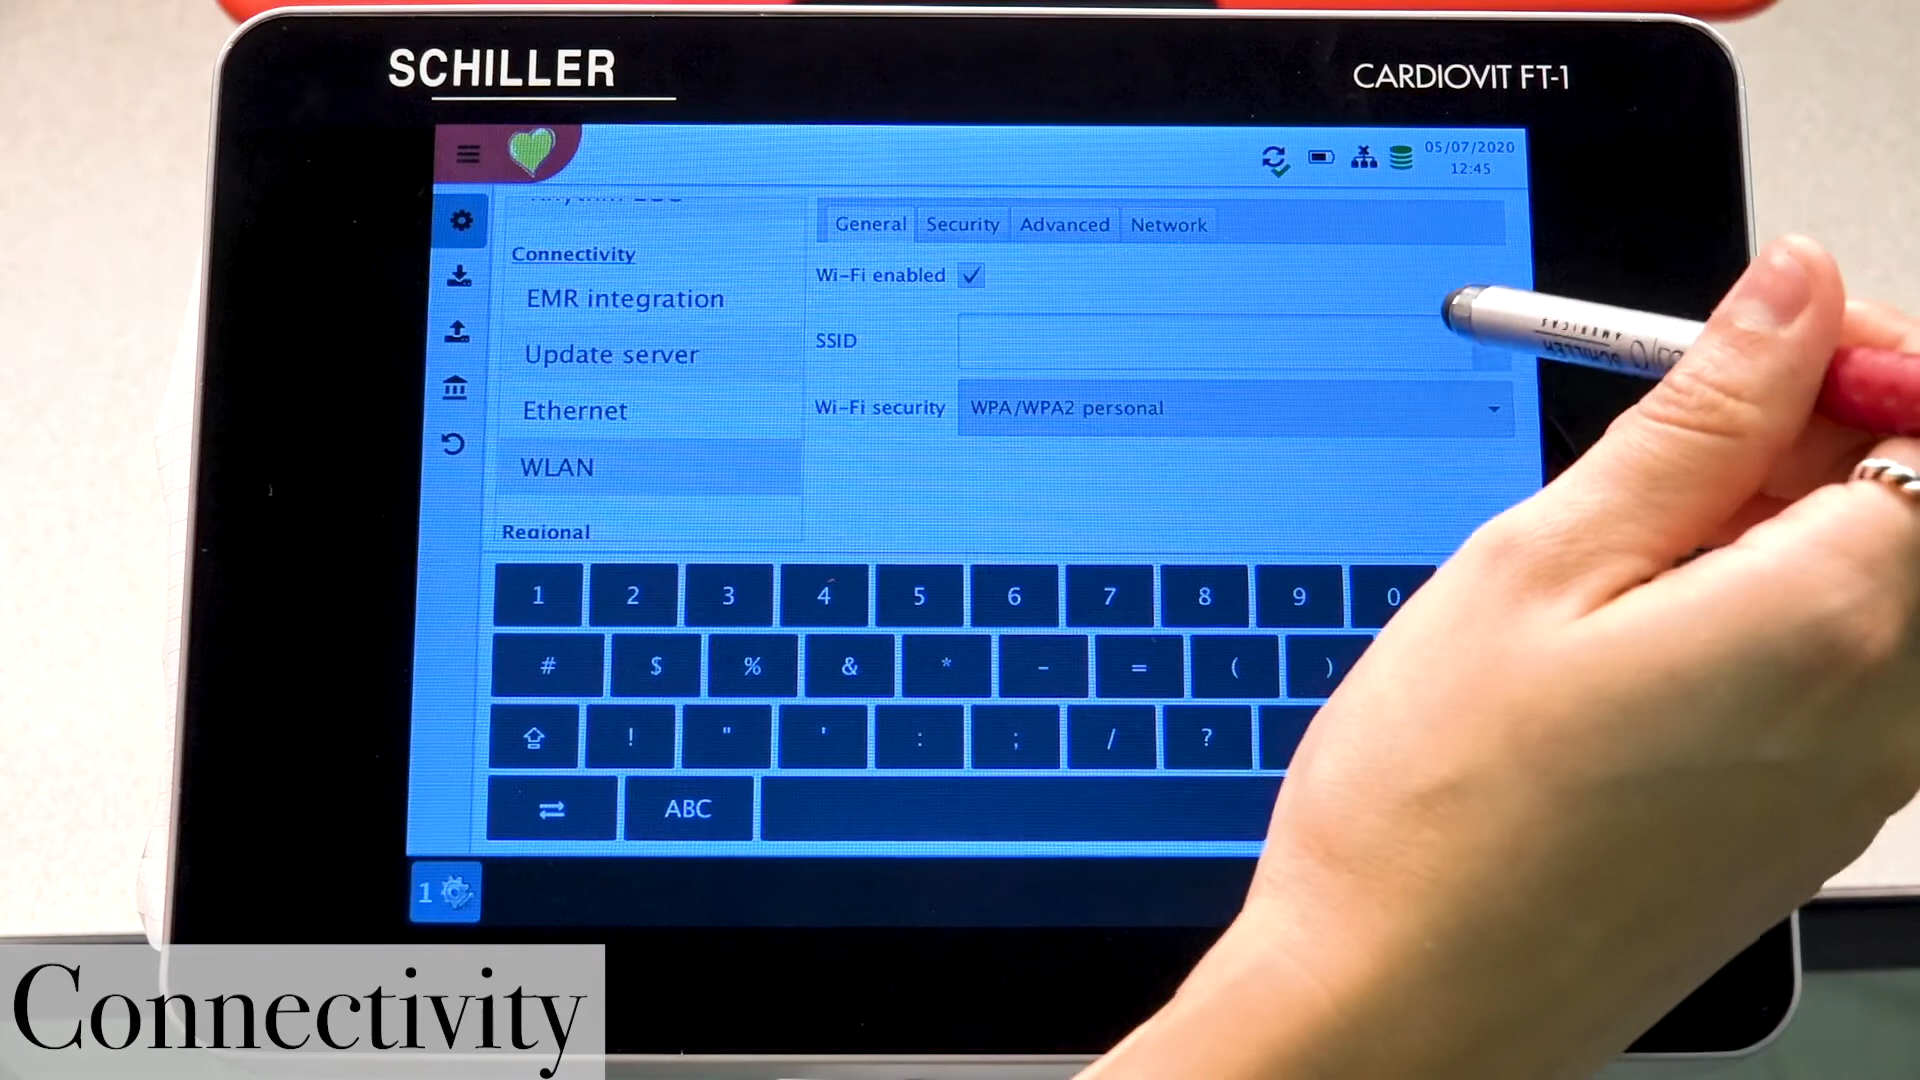 SCHILLER
CARDIOVIT FT-1
05/07/2020
12:45
General Security Advanced Network
Connectivity
Wi-Fi enabled
EMR integration
SSID
Update server
Ethernet
Wi-Fi security WPA/WPA2 personal
WLAN
Regional
SCHILLER
AMERICAS
1 2 3 4 5 6 7 8 9 0
# $ % & * - = ( )
! " ' : ; / ?
ABC
1
Connectivity